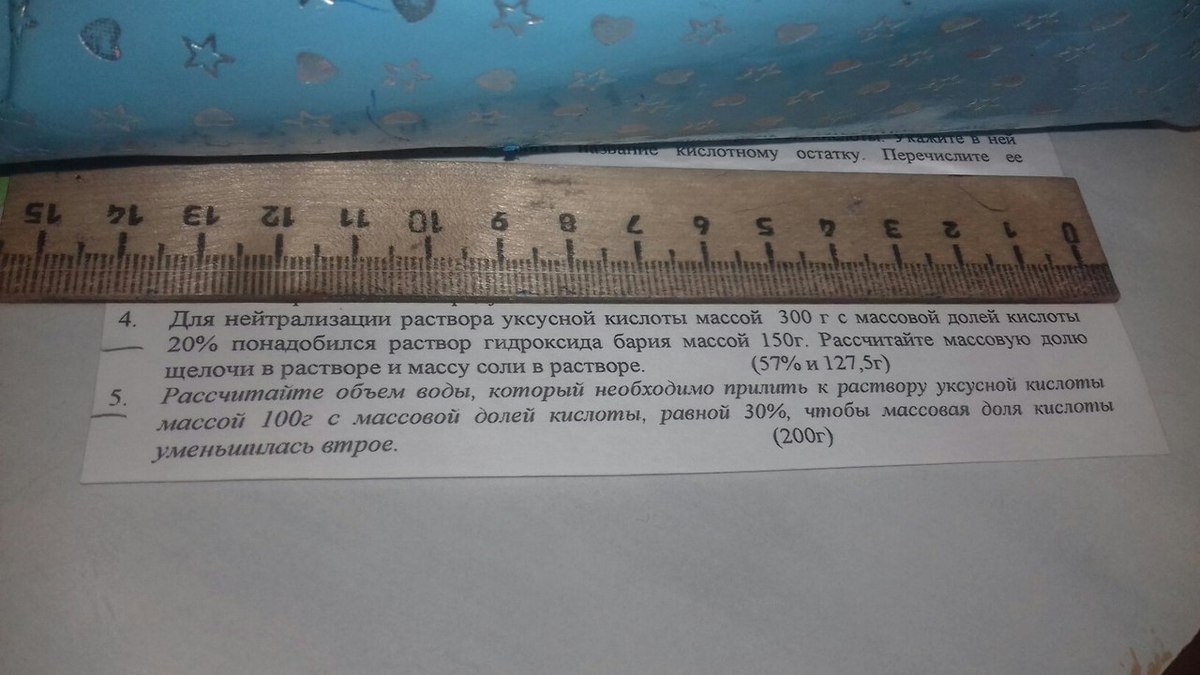 Укажите в ней
название кислотному остатку. Перечислите ее
15 14 13 12 11 10 9 8 7 6 5 4 3 2 1 0
4. Для нейтрализации раствора уксусной кислоты массой 300 г с массовой долей кислоты
20% понадобился раствор гидроксида бария массой 150г. Рассчитайте массовую долю
щелочи в растворе и массу соли в растворе. (57% и 127,5г)
5. Рассчитайте объем воды, который необходимо прилить к раствору уксусной кислоты
массой 100г с массовой долей кислоты, равной 30%, чтобы массовая доля кислоты
уменьшилась втрое. (200г)